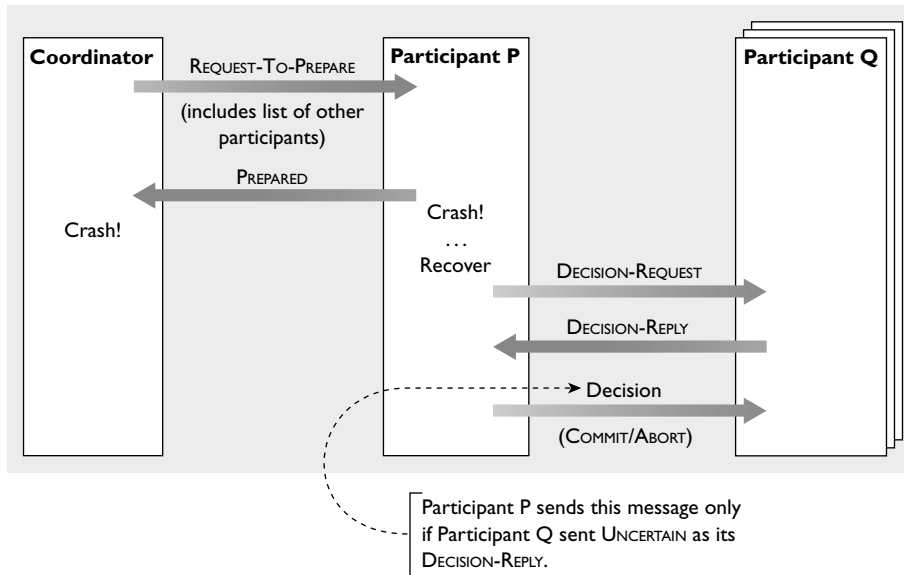 Coordinator
Participant P
Participant Q
REQUEST-TO-PREPARE
(includes list of other
participants)
PREPARED
Crash!
Crash!
...
Recover
DECISION-REQUEST
DECISION-REPLY
Decision
(COMMIT/ABORT)
Participant P sends this message only
if Participant Q sent UNCERTAIN as its
DECISION-REPLY.